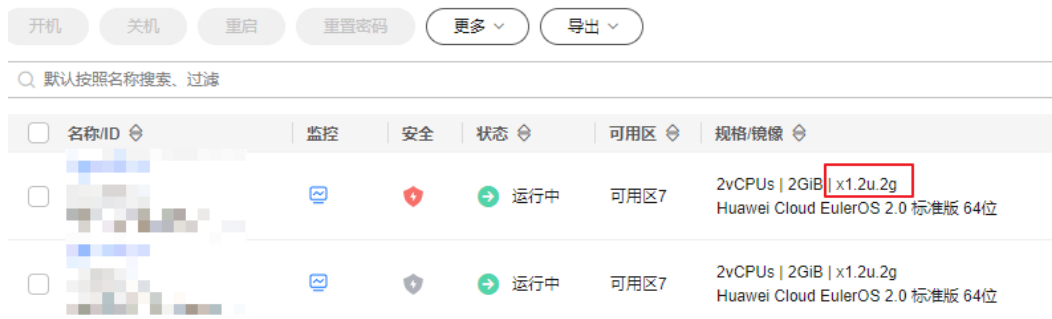 开机 关机 重启 重置密码 更多 导出
默认按照名称搜索、过滤
名称/ID 监控 安全 状态 可用区 规格/镜像
运行中 可用区7 2vCPUs | 2GiB | x1.2u.2g
Huawei Cloud EulerOS 2.0 标准版 64位
运行中 可用区7 2vCPUs | 2GiB | x1.2u.2g
Huawei Cloud EulerOS 2.0 标准版 64位